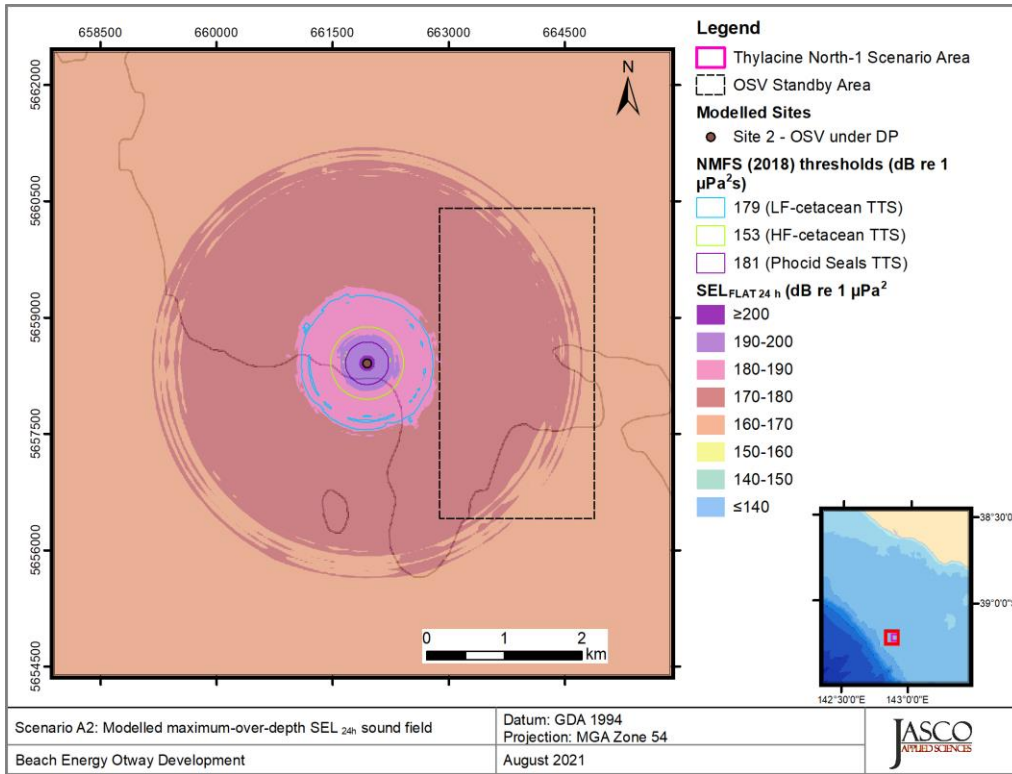 658500 660000 661500 663000 664500
5662000
5660500
5659000
5657500
5656000
5654500
N
0 1 2
km
Legend
Thylacine North-1 Scenario Area
OSV Standby Area
Modelled Sites
Site 2 - OSV under DP
NMFS (2018) thresholds (dB re 1
µPa²s)
179 (LF-cetacean TTS)
153 (HF-cetacean TTS)
181 (Phocid Seals TTS)
SEL FLAT 24 h (dB re 1 µPa²
≥200
190-200
180-190
170-180
160-170
150-160
140-150
≤140
38°30'S
39°0'0"S
142°30'0"E 143°0'0"E
Scenario A2: Modelled maximum-over-depth SEL 24h sound field
Datum: GDA 1994
Projection: MGA Zone 54
Beach Energy Otway Development
August 2021
JASCO
APPLIED SCIENCES